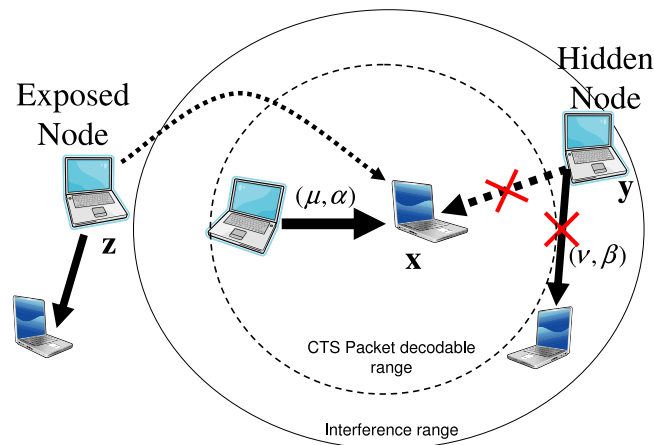 Hidden
Node
Exposed
Node
(μ, α)
y
z
x
(ν, β)
CTS Packet decodable
range
Interference range